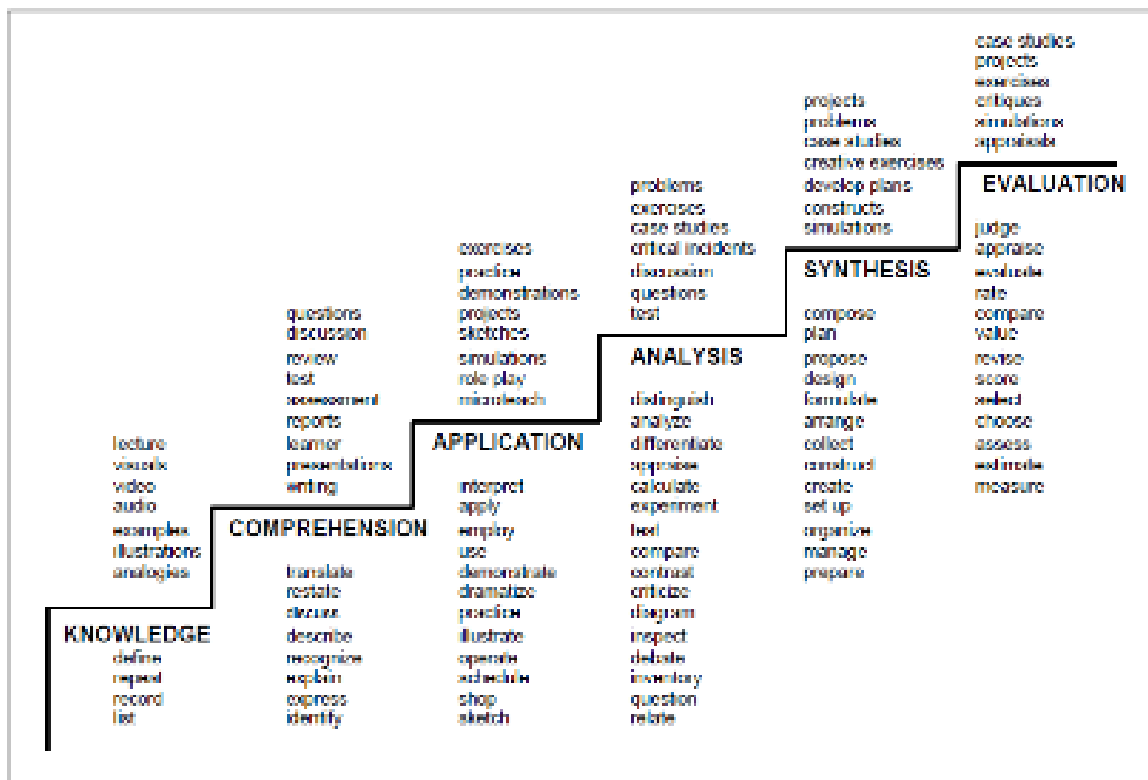 lecture
visuals
video
audio
examples
illustrations
analogies
KNOWLEDGE
define
repeat
record
list
questions
discussion
review
test
assessment
reports
learner
presentations
writing
COMPREHENSION
translate
restate
discuss
describe
recognize
explain
express
identify
exercises
practice
demonstrations
projects
sketches
simulations
role play
microteach
APPLICATION
interpret
apply
employ
use
demonstrate
dramatize
practice
illustrate
operate
schedule
shop
sketch
problems
exercises
case studies
critical incidents
discussion
questions
test
ANALYSIS
distinguish
analyze
differentiate
appraise
calculate
experiment
test
compare
contrast
criticize
diagram
inspect
debate
inventory
question
relate
projects
problems
case studies
creative exercises
develop plans
constructs
simulations
SYNTHESIS
compose
plan
propose
design
formulate
arrange
collect
construct
create
set up
organize
manage
prepare
case studies
projects
exercises
critiques
simulations
appraisals
EVALUATION
judge
appraise
evaluate
rate
compare
value
revise
score
select
choose
assess
estimate
measure